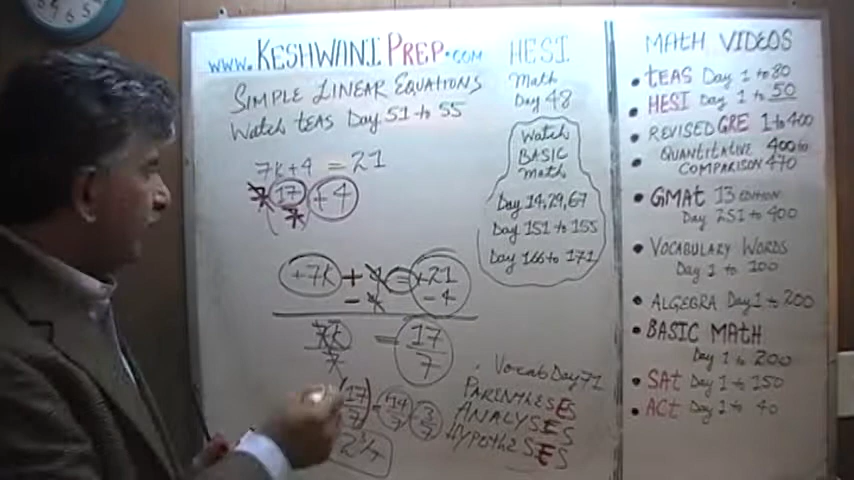 www.KESHWANIPREP.com
SIMPLE LINEAR EQUATIONS
Watch TEAS Day 51 to 55
7k+4 = 21
7 17 +4
7
+7k + 4 = +21
- 4 -4
7k = 17
7 7
17 = 14 3
7 7 7
2 3/7
HESI
Math
Day 48
Watch
BASIC
Math
Day 14,29,67
Day 151 to 155
Day 166 to 171
Vocab Day 71
PARENTHESES
ANALYSES
HypotheSES
MATH VIDEOS
• TEAS Day 1 to 80
• HESI Day 1 to 50
• REVISED GRE 1 to 400
• QUANTITATIVE 400 to
COMPARISON 470
• GMAT 13 EDITION
Day 251 to 400
• VOCABULARY WORDS
Day 1 to 100
• ALGEBRA Day 1 to 200
• BASIC MATH
Day 1 to 200
• SAT Day 1 to 150
• ACT Day 1 to 40